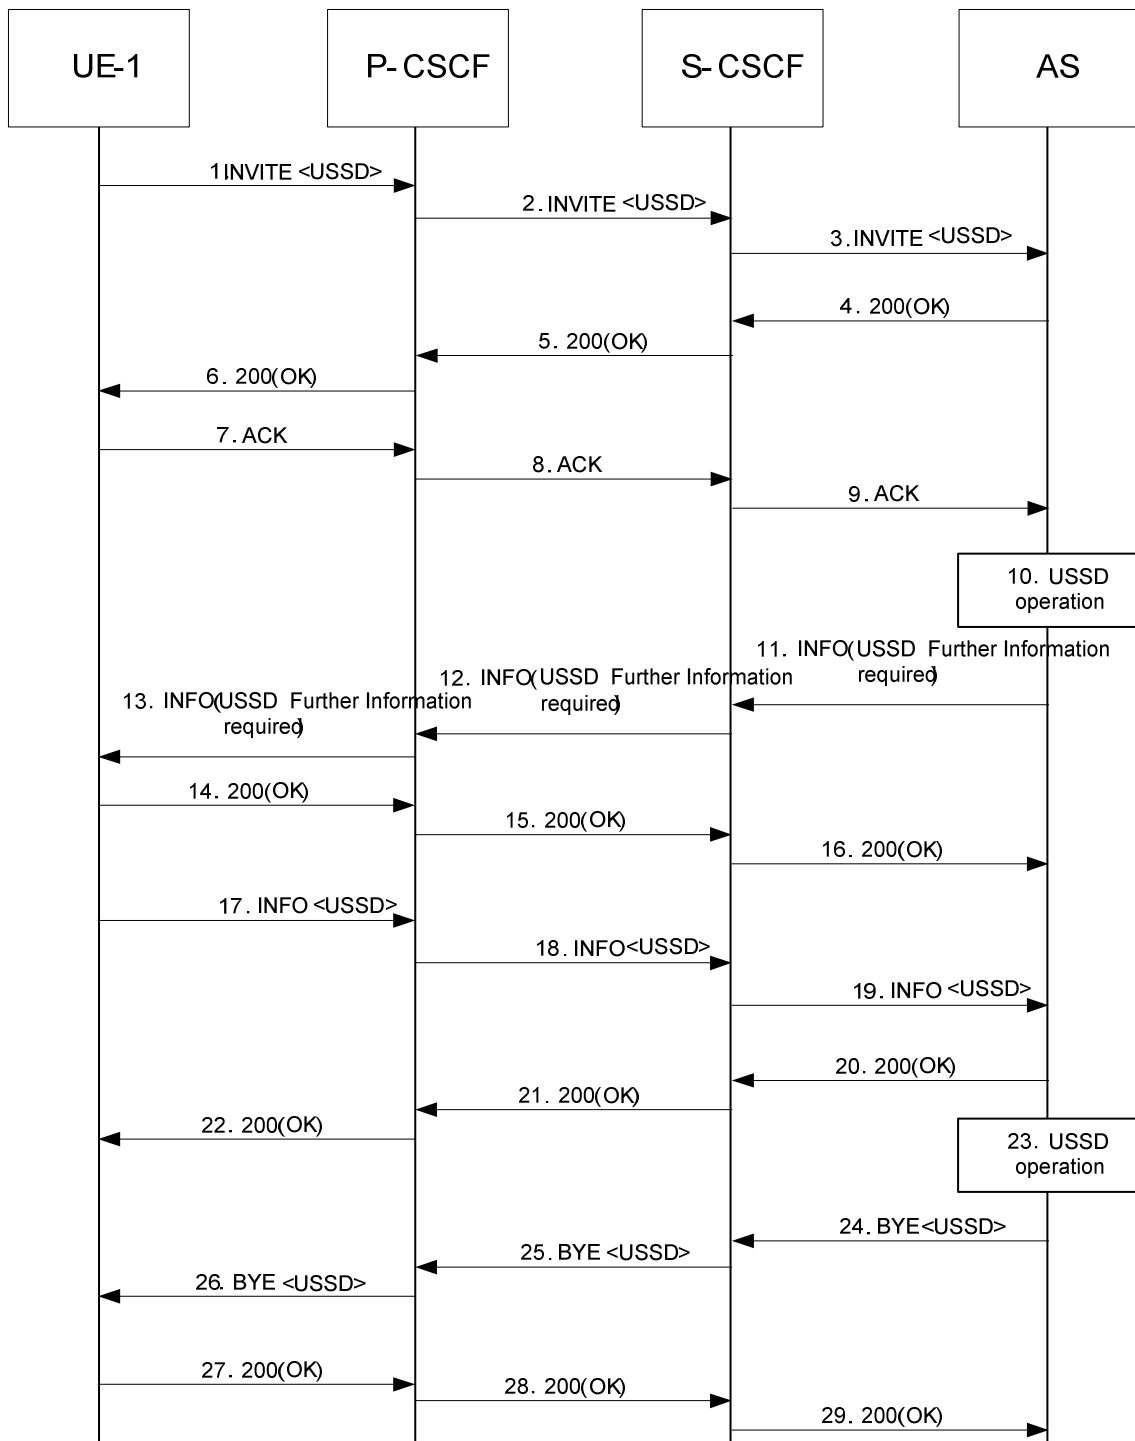 UE-1
P-CSCF
S-CSCF
AS
1.INVITE <USSD>
2. INVITE <USSD>
3. INVITE <USSD>
4. 200(OK)
5. 200(OK)
6. 200(OK)
7. ACK
8. ACK
9. ACK
10. USSD
operation
11. INFO(USSD Further Information
required)
12. INFO(USSD Further Information
required)
13. INFO(USSD Further Information
required)
14. 200(OK)
15. 200(OK)
16. 200(OK)
17. INFO <USSD>
18. INFO<USSD>
19. INFO <USSD>
20. 200(OK)
21. 200(OK)
22. 200(OK)
23. USSD
operation
24. BYE<USSD>
25. BYE <USSD>
26. BYE <USSD>
27. 200(OK)
28. 200(OK)
29. 200(OK)